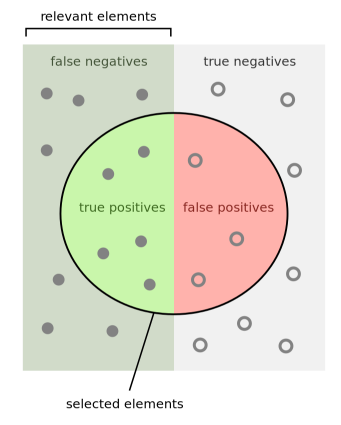 relevant elements
false negatives
true negatives
true positives
false positives
selected elements